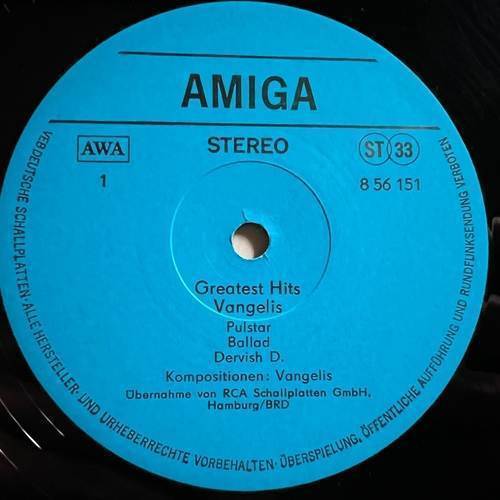 AMIGA
AWA
STEREO
ST 33
1
8 56 151
Greatest Hits
Vangelis
Pulstar
Ballad
Dervish D.
Kompositionen: Vangelis
Übernahme von RCA Schallplatten GmbH,
Hamburg/BRD
VEB DEUTSCHE SCHALLPLATTEN · ALLE HERSTELLER- UND URHEBERRECHTE VORBEHALTEN · ÜBERSPIELUNG, ÖFFENTLICHE AUFFÜHRUNG UND RUNDFUNKSENDUNG VERBOTEN